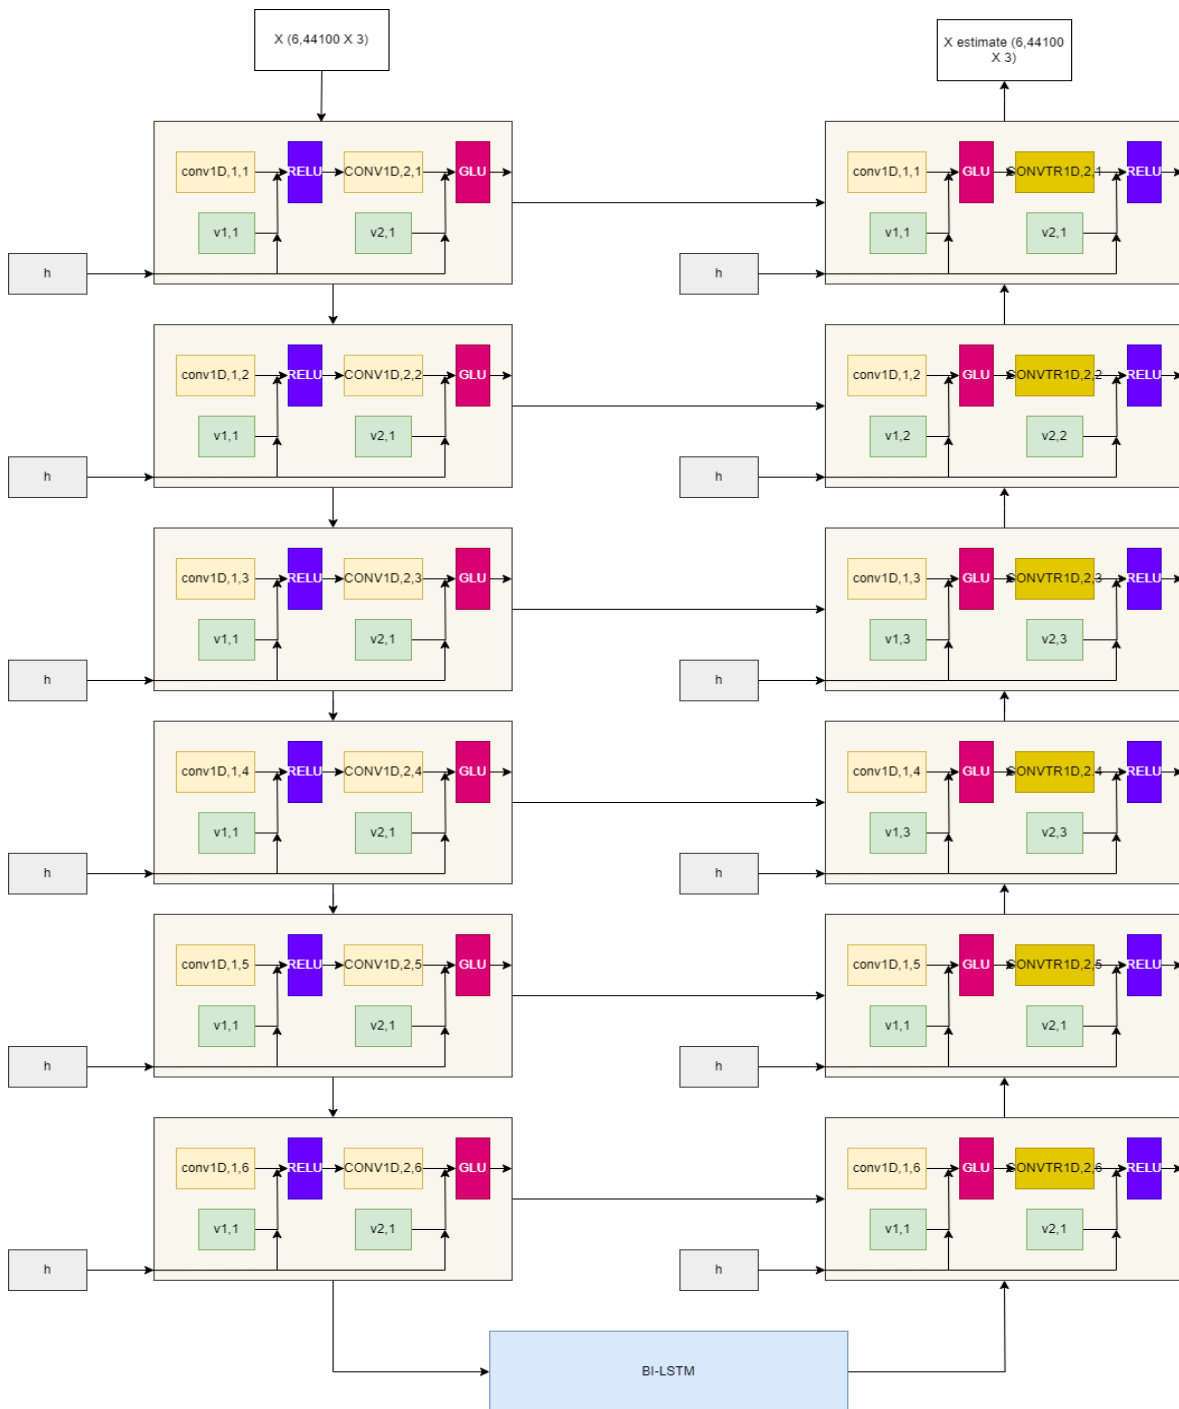 X (6,44100 X 3)
X estimate (6,44100
X 3)
conv1D,1,1
RELU
CONV1D,2,1
GLU
v1,1
v2,1
h
conv1D,1,1
GLU
CONVTR1D,2,1
RELU
v1,1
v2,1
h
conv1D,1,2
RELU
CONV1D,2,2
GLU
v1,1
v2,1
h
conv1D,1,2
GLU
CONVTR1D,2,2
RELU
v1,2
v2,2
h
conv1D,1,3
RELU
CONV1D,2,3
GLU
v1,1
v2,1
h
conv1D,1,3
GLU
CONVTR1D,2,3
RELU
v1,3
v2,3
h
conv1D,1,4
RELU
CONV1D,2,4
GLU
v1,1
v2,1
h
conv1D,1,4
GLU
CONVTR1D,2,4
RELU
v1,3
v2,3
h
conv1D,1,5
RELU
CONV1D,2,5
GLU
v1,1
v2,1
h
conv1D,1,5
GLU
CONVTR1D,2,5
RELU
v1,1
v2,1
h
conv1D,1,6
RELU
CONV1D,2,6
GLU
v1,1
v2,1
h
conv1D,1,6
GLU
CONVTR1D,2,6
RELU
v1,1
v2,1
h
BI-LSTM